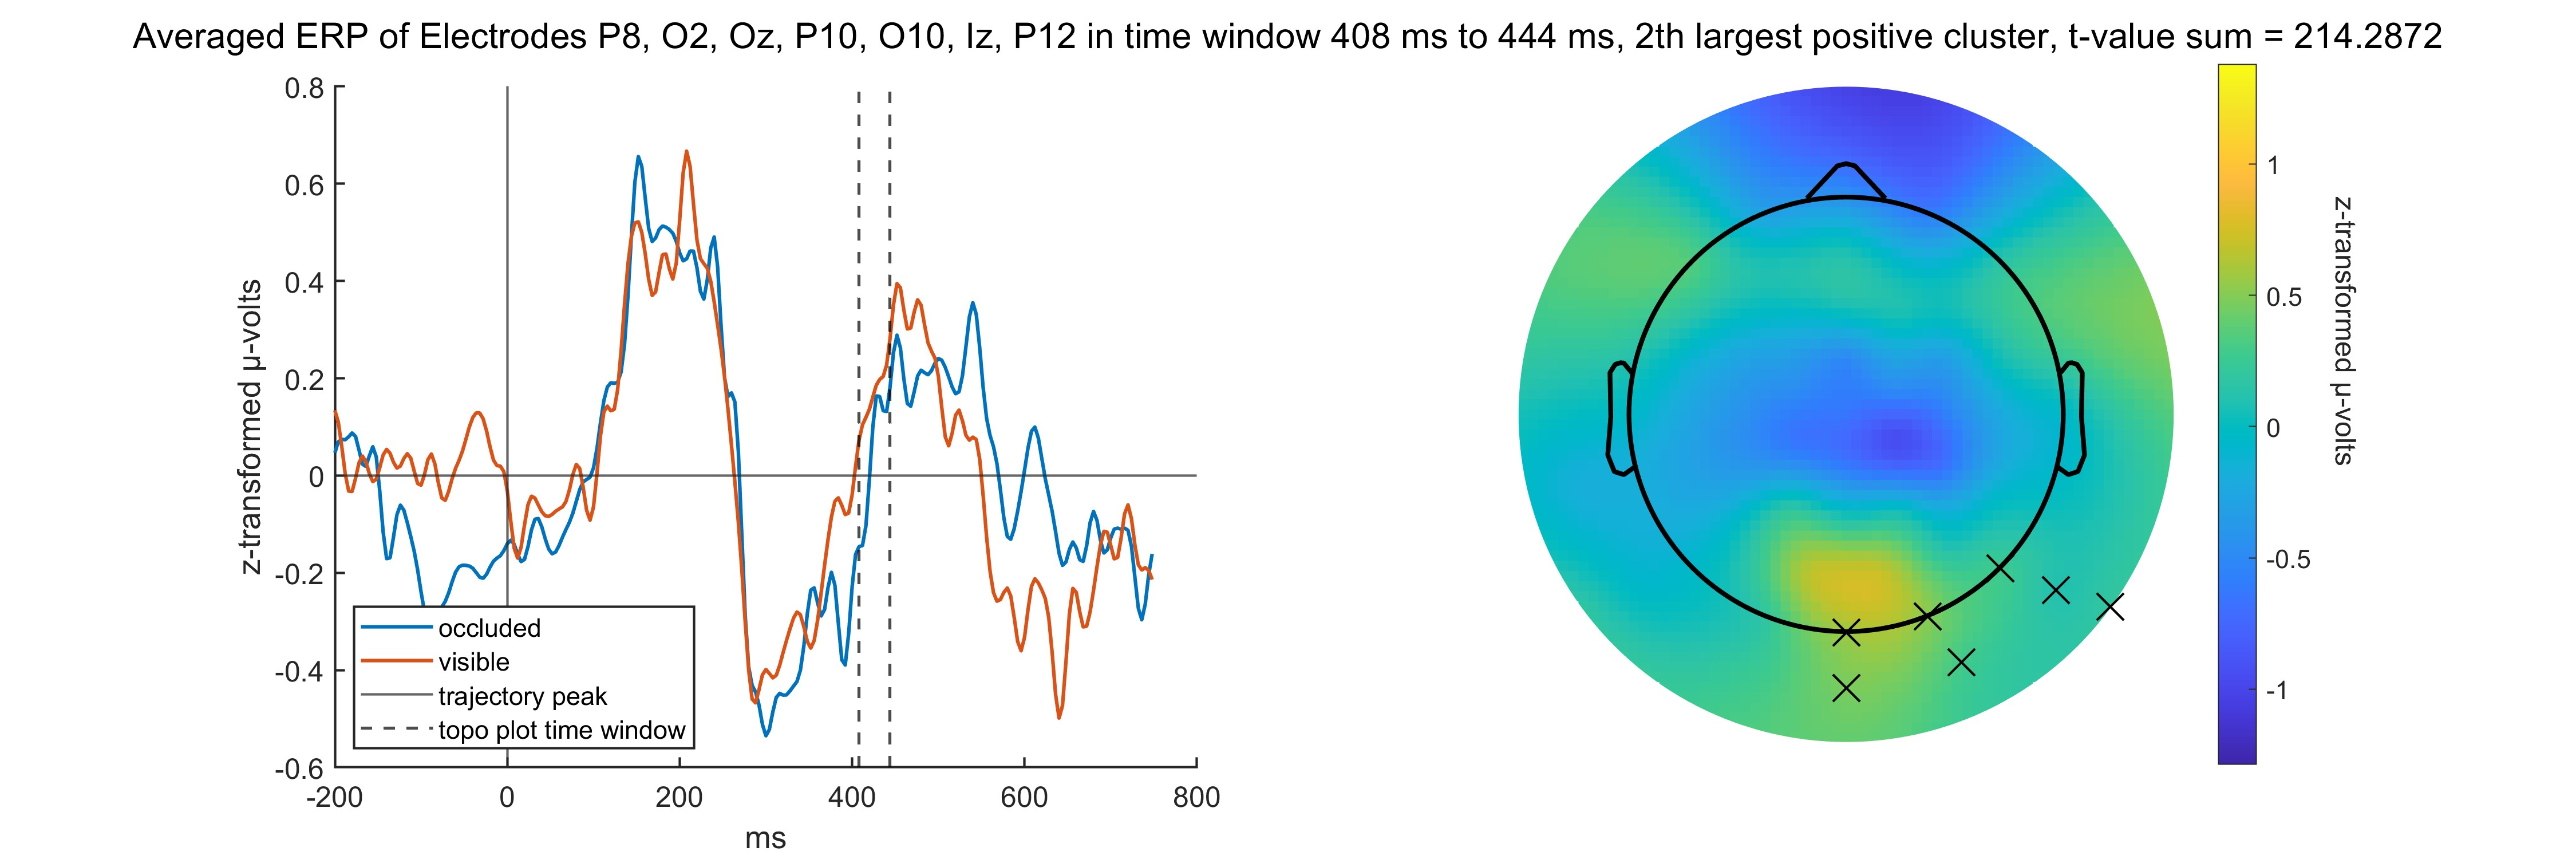 Averaged ERP of Electrodes P8, O2, Oz, P10, O10, Iz, P12 in time window 408 ms to 444 ms, 2th largest positive cluster, t-value sum = 214.2872
0.8
0.6
0.4
0.2
0
-0.2
-0.4
-0.6
z-transformed μ-volts
-200
0
200
400
600
800
ms
occluded
visible
trajectory peak
topo plot time window
1
0.5
0
-0.5
-1
z-transformed μ-volts